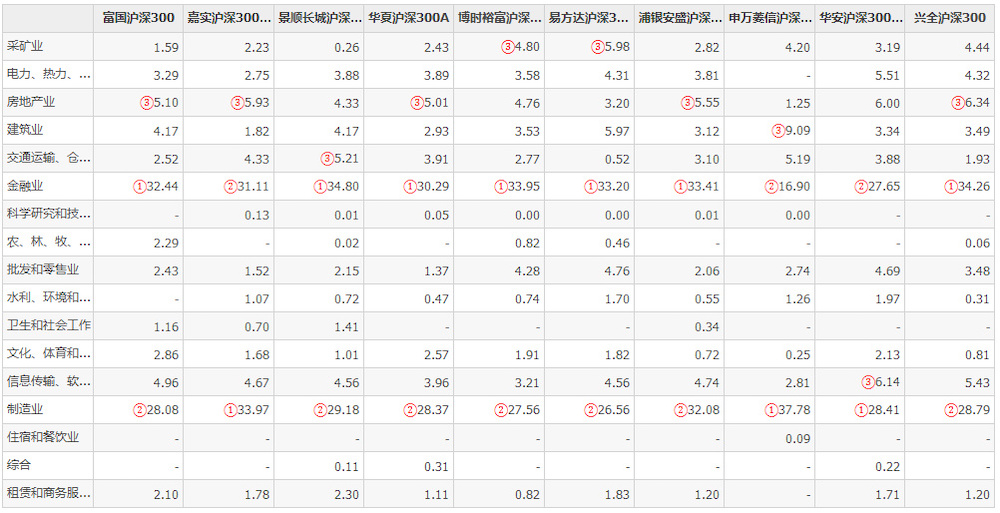 富国沪深300 嘉实沪深300... 景顺长城沪深... 华夏沪深300A 博时裕富沪深... 易方达沪深3... 浦银安盛沪深... 申万菱信沪深... 华安沪深300... 兴全沪深300
采矿业 1.59 2.23 0.26 2.43 ③4.80 ③5.98 2.82 4.20 3.19 4.44
电力、热力、... 3.29 2.75 3.88 3.89 3.58 4.31 3.81 - 5.51 4.32
房地产业 ③5.10 ③5.93 4.33 ③5.01 4.76 3.20 ③5.55 1.25 6.00 ③6.34
建筑业 4.17 1.82 4.17 2.93 3.53 5.97 3.12 ③9.09 3.34 3.49
交通运输、仓... 2.52 4.33 ③5.21 3.91 2.77 0.52 3.10 5.19 3.88 1.93
金融业 ①32.44 ②31.11 ①34.80 ①30.29 ①33.95 ①33.20 ①33.41 ②16.90 ②27.65 ①34.26
科学研究和技... - 0.13 0.01 0.05 0.00 0.00 0.01 0.00 - -
农、林、牧、... 2.29 - 0.02 - 0.82 0.46 - - - 0.06
批发和零售业 2.43 1.52 2.15 1.37 4.28 4.76 2.06 2.74 4.69 3.48
水利、环境和... - 1.07 0.72 0.47 0.74 1.70 0.55 1.26 1.97 0.31
卫生和社会工作 1.16 0.70 1.41 - - - 0.34 - - -
文化、体育和... 2.86 1.68 1.01 2.57 1.91 1.82 0.72 0.25 2.13 0.81
信息传输、软... 4.96 4.67 4.56 3.96 3.21 4.56 4.74 2.81 ③6.14 5.43
制造业 ②28.08 ①33.97 ②29.18 ②28.37 ②27.56 ②26.56 ②32.08 ①37.78 ①28.41 ②28.79
住宿和餐饮业 - - - - - - - 0.09 - -
综合 - - 0.11 0.31 - - - - 0.22 -
租赁和商务服... 2.10 1.78 2.30 1.11 0.82 1.83 1.20 - 1.71 1.20